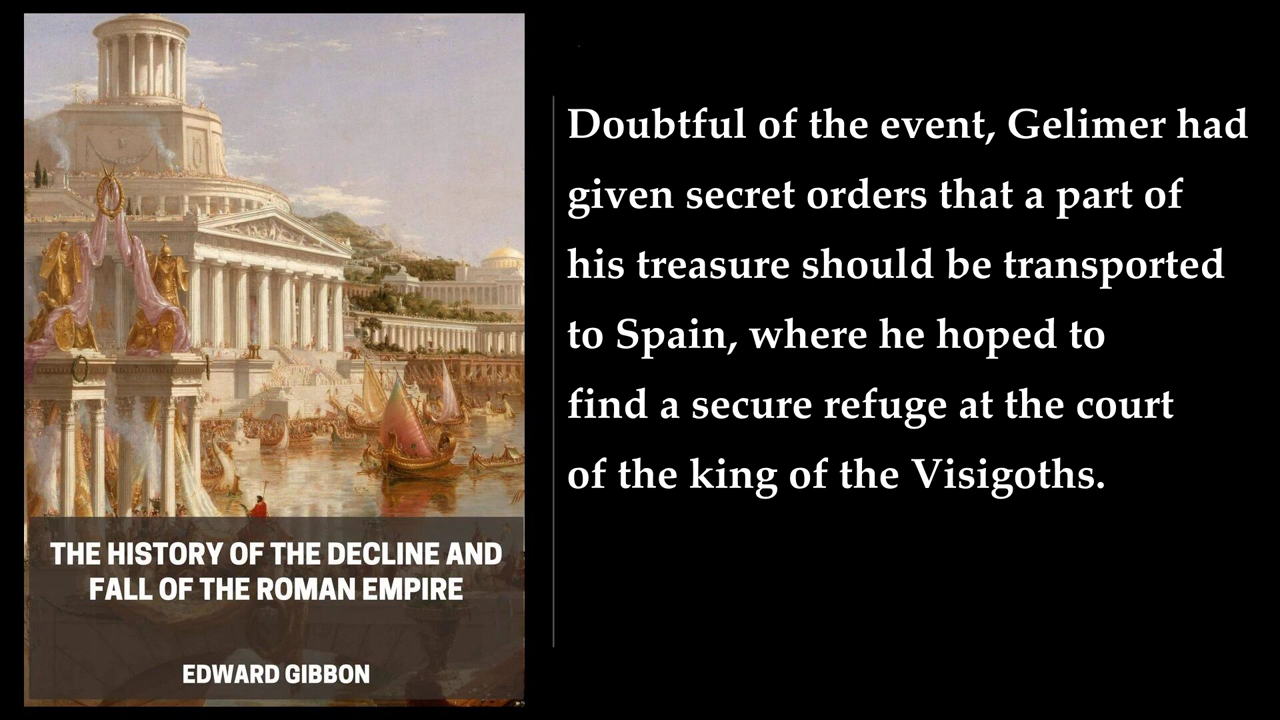 Doubtful of the event, Gelimer had
given secret orders that a part of
his treasure should be transported
to Spain, where he hoped to
find a secure refuge at the court
of the king of the Visigoths.
THE HISTORY OF THE DECLINE AND
FALL OF THE ROMAN EMPIRE
EDWARD GIBBON